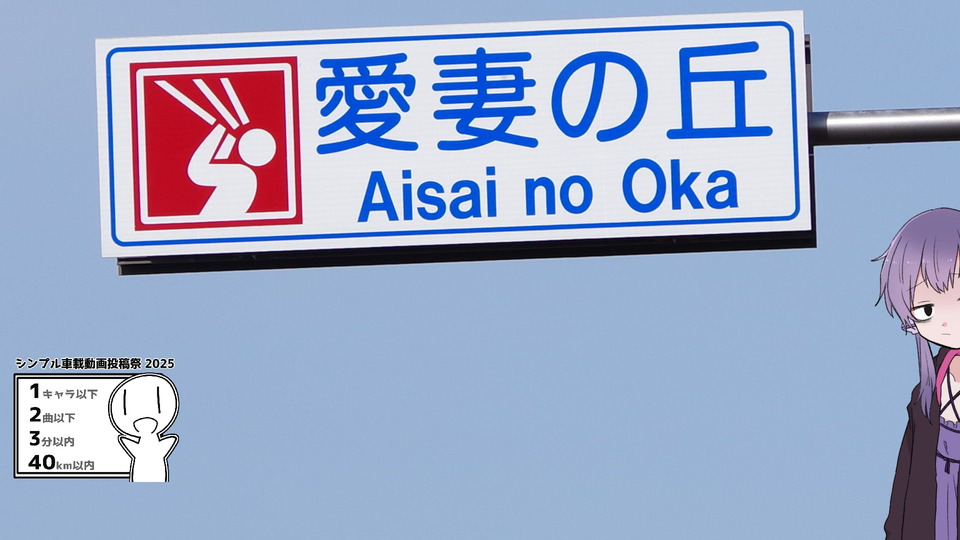 愛妻の丘
Aisai no Oka
シンプル車載動画投稿祭 2025
1キャラ以下
2曲以下
3分以内
40km以内